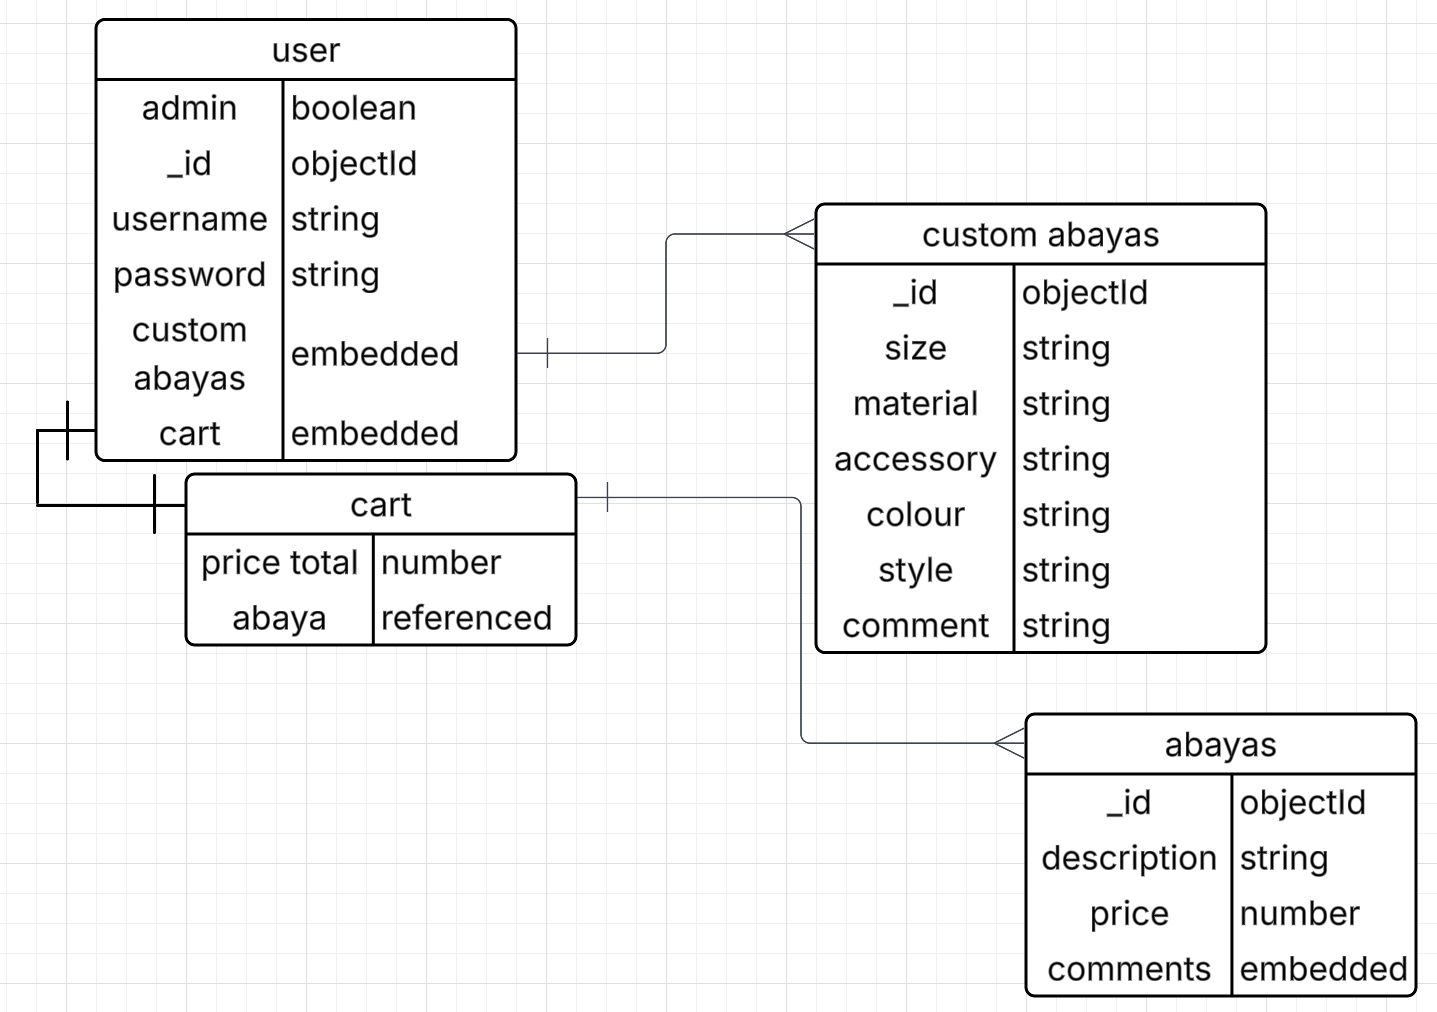 user
admin boolean
_id objectId
username string
password string
custom
abayas embedded
cart embedded
cart
price total number
abaya referenced
custom abayas
_id objectId
size string
material string
accessory string
colour string
style string
comment string
abayas
_id objectId
description string
price number
comments embedded